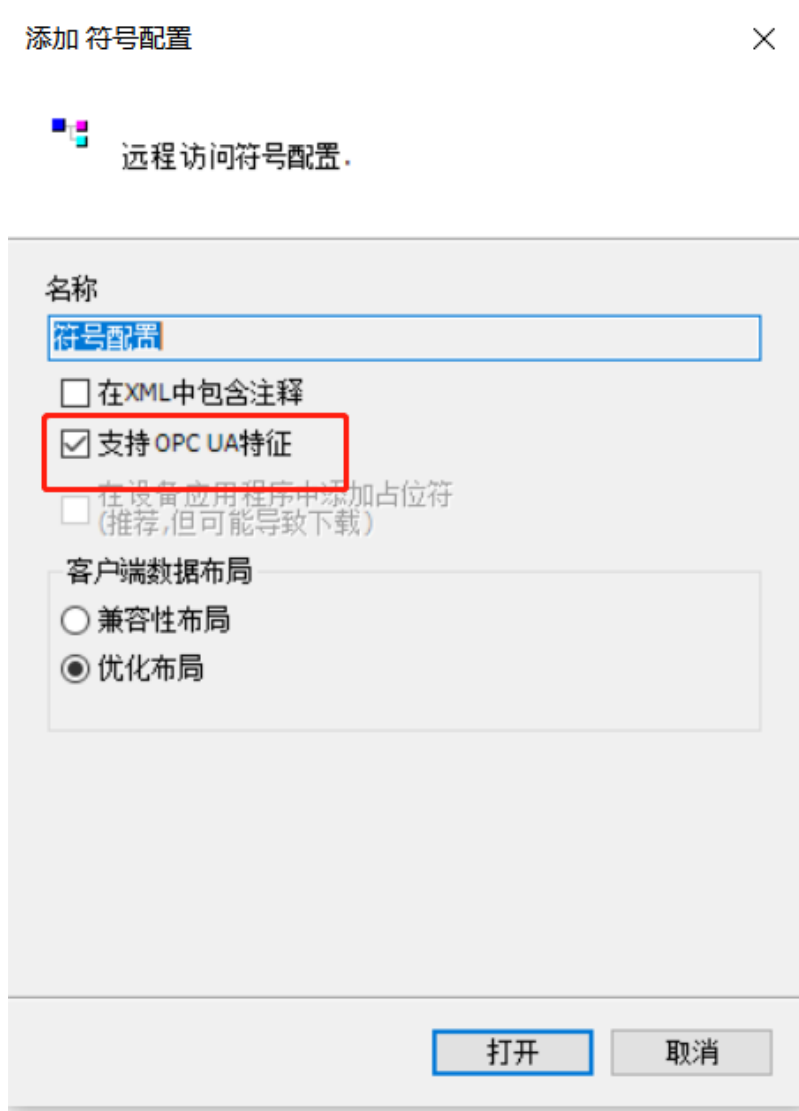 添加 符号配置
远程访问符号配置.
名称
符号配置
在XML中包含注释
支持 OPC UA特征
在设备应用程序中添加占位符
(推荐,但可能导致下载)
客户端数据布局
兼容性布局
优化布局
打开
取消